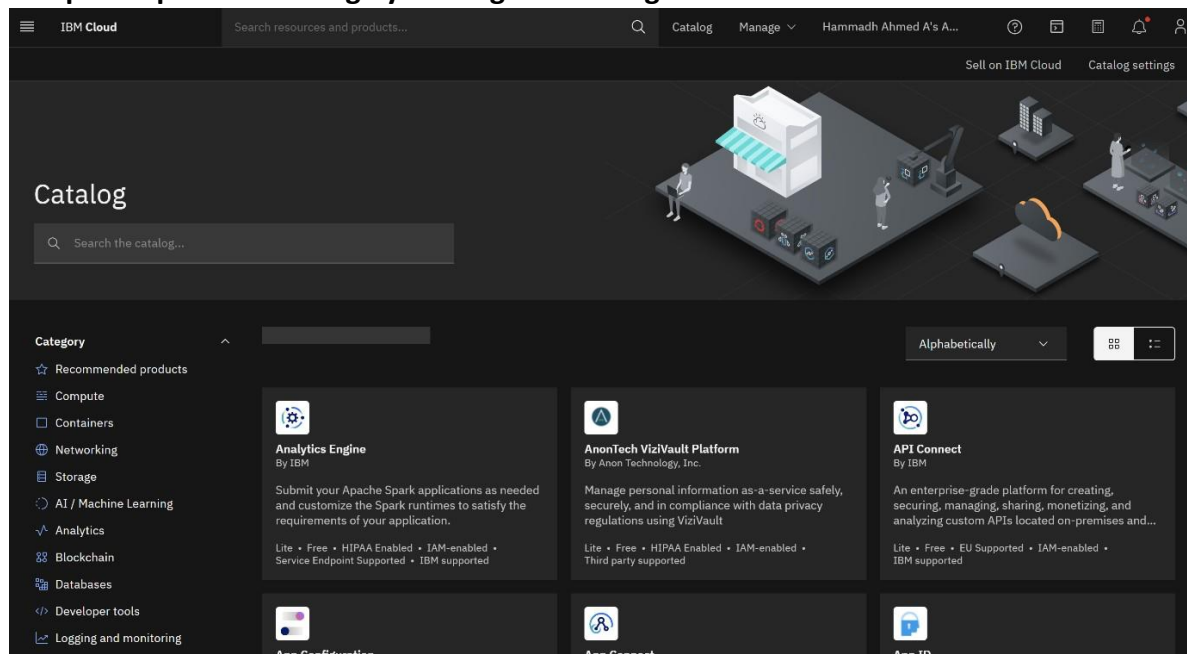 IBM Cloud
Search resources and products...
Catalog
Manage
Hammadh Ahmed A's A...
Sell on IBM Cloud
Catalog settings
Catalog
Search the catalog...
Category
Alphabetically
Recommended products
Compute
Containers
Networking
Storage
AI / Machine Learning
Analytics
Blockchain
Databases
Developer tools
Logging and monitoring
Analytics Engine
By IBM
Submit your Apache Spark applications as needed
and customize the Spark runtimes to satisfy the
requirements of your application.
Lite • Free • HIPAA Enabled • IAM-enabled •
Service Endpoint Supported • IBM supported
AnonTech ViziVault Platform
By Anon Technology, Inc.
Manage personal information as-a-service safely,
securely, and in compliance with data privacy
regulations using ViziVault
Lite • Free • HIPAA Enabled • IAM-enabled •
Third party supported
API Connect
By IBM
An enterprise-grade platform for creating,
securing, managing, sharing, monetizing, and
analyzing custom APIs located on-premises and...
Lite • Free • EU Supported • IAM-enabled •
IBM supported
App Configuration
App Connect
App ID